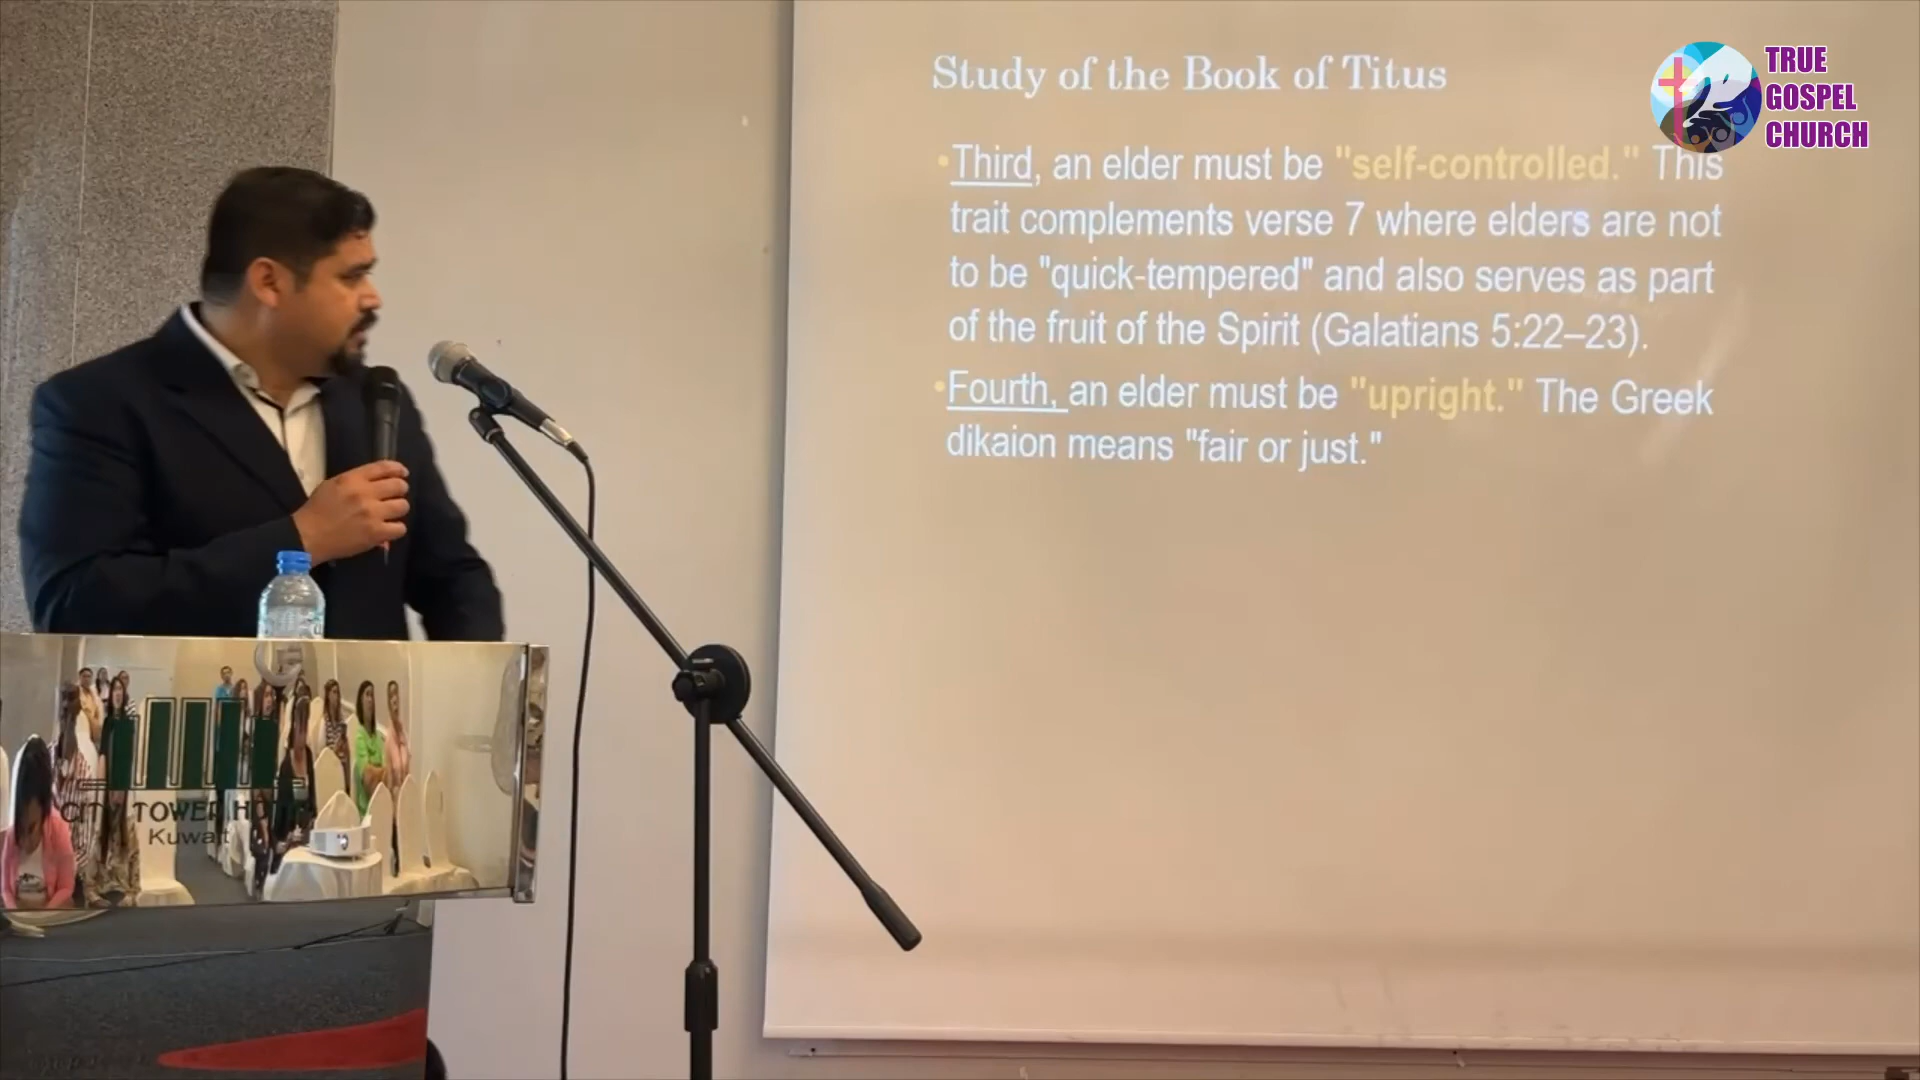 Study of the Book of Titus
TRUE
GOSPEL
CHURCH
•Third, an elder must be "self-controlled." This
trait complements verse 7 where elders are not
to be "quick-tempered" and also serves as part
of the fruit of the Spirit (Galatians 5:22–23).
•Fourth, an elder must be "upright." The Greek
dikaion means "fair or just."
CITY TOWER
Kuwait